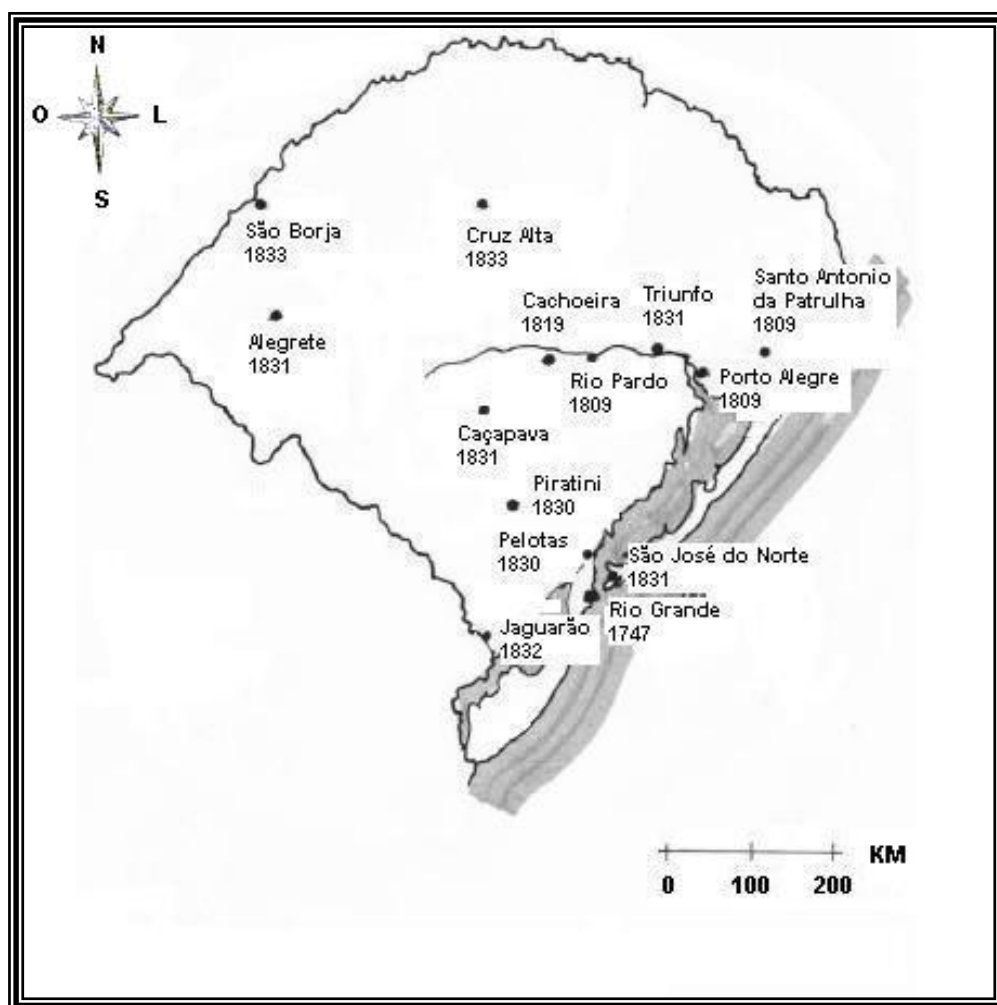 N
O
L
S
São Borja
1833
Cruz Alta
1833
Alegrete
1831
Cachoeira
1819
Triunfo
1831
Santo Antonio
da Patrulha
1809
Rio Pardo
1809
Porto Alegre
1809
Caçapava
1831
Piratini
1830
Pelotas
1830
São José do Norte
1831
Rio Grande
1747
Jaguarão
1832
KM
0 100 200